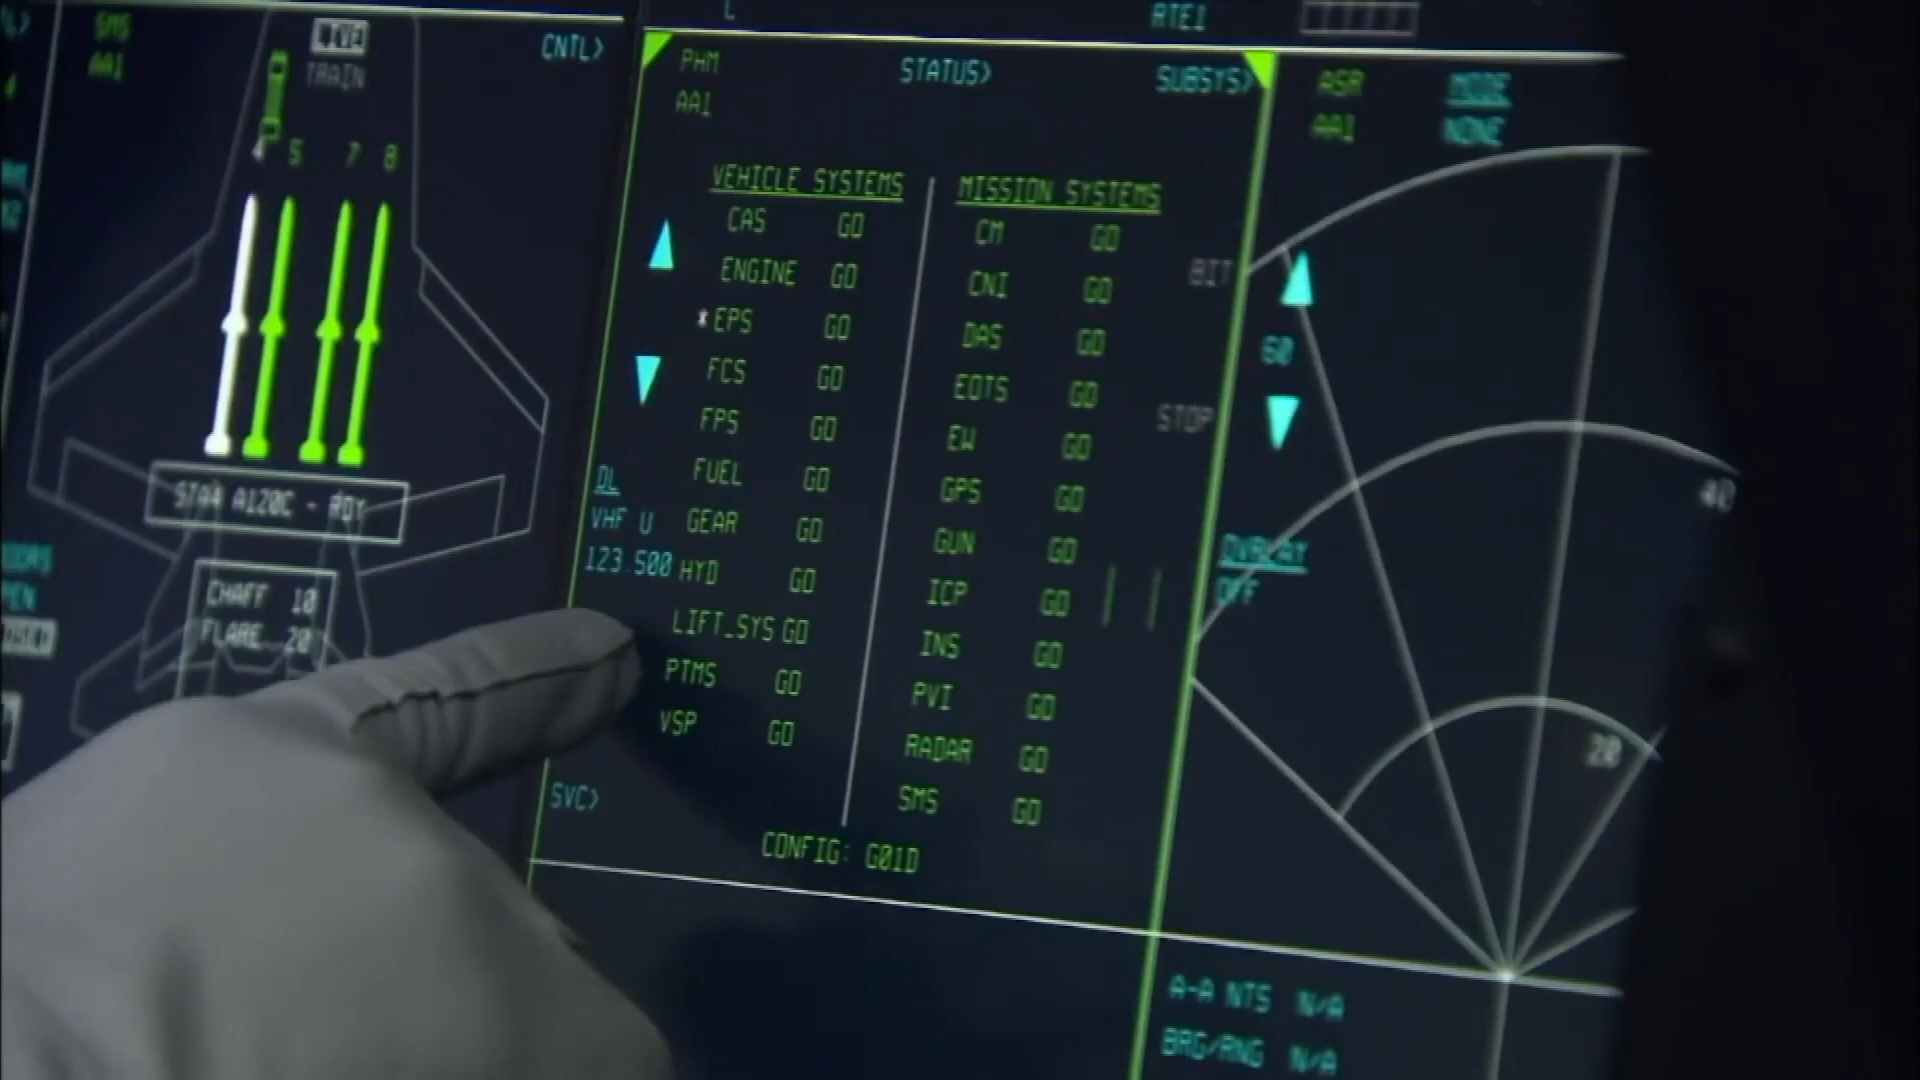 SMS
AA1
TRAIN
CNTL>
4 5 7 8
STA4 A120C - RDY
CHAFF 10
FLARE 20
RTE1
PHM
AA1
STATUS>
SUBSYS>
VEHICLE SYSTEMS
CAS GO
ENGINE GO
*EPS GO
FCS GO
FPS GO
FUEL GO
GEAR GO
HYD GO
LIFT_SYS GO
PTMS GO
VSP GO
MISSION SYSTEMS
CM GO
CNI GO
DAS GO
EOTS GO
EW GO
GPS GO
GUN GO
ICP GO
INS GO
PVI GO
RADAR GO
SMS GO
BIT
STOP
DL
VHF U
123 500
SVC>
CONFIG: G01D
ASR
AA1
MODE
NONE
60
40
20
OVRLAY
OFF
A-A NTS N/A
BRG/RNG N/A